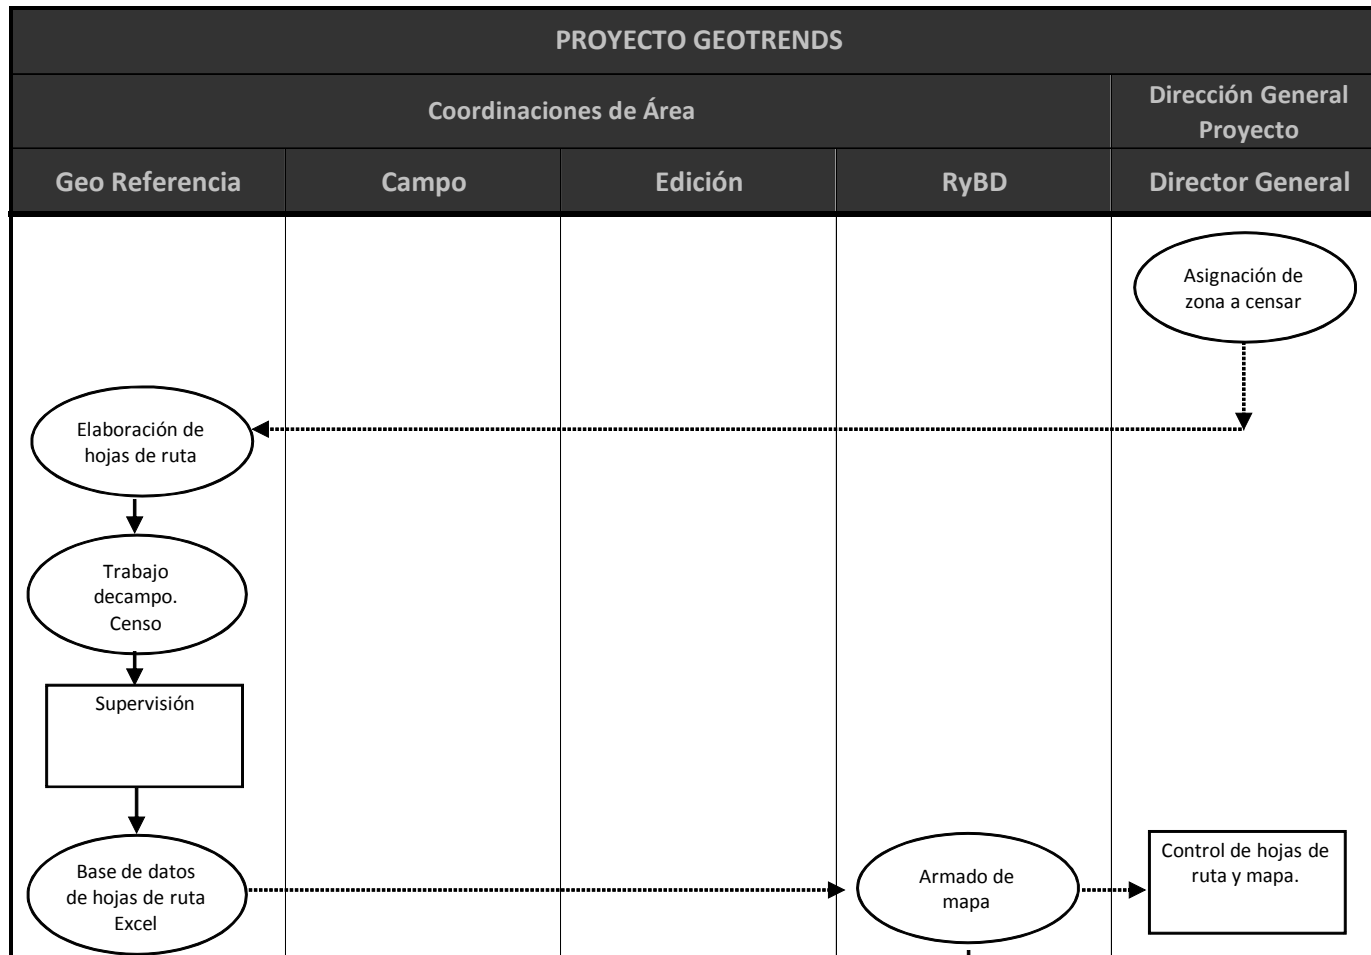 PROYECTO GEOTRENDS
Coordinaciones de Área
Dirección General
Proyecto
Geo Referencia
Campo
Edición
RyBD
Director General
Asignación de
zona a censar
Elaboración de
hojas de ruta
Trabajo
decampo.
Censo
Supervisión
Base de datos
de hojas de ruta
Excel
Armado de
mapa
Control de hojas de
ruta y mapa.